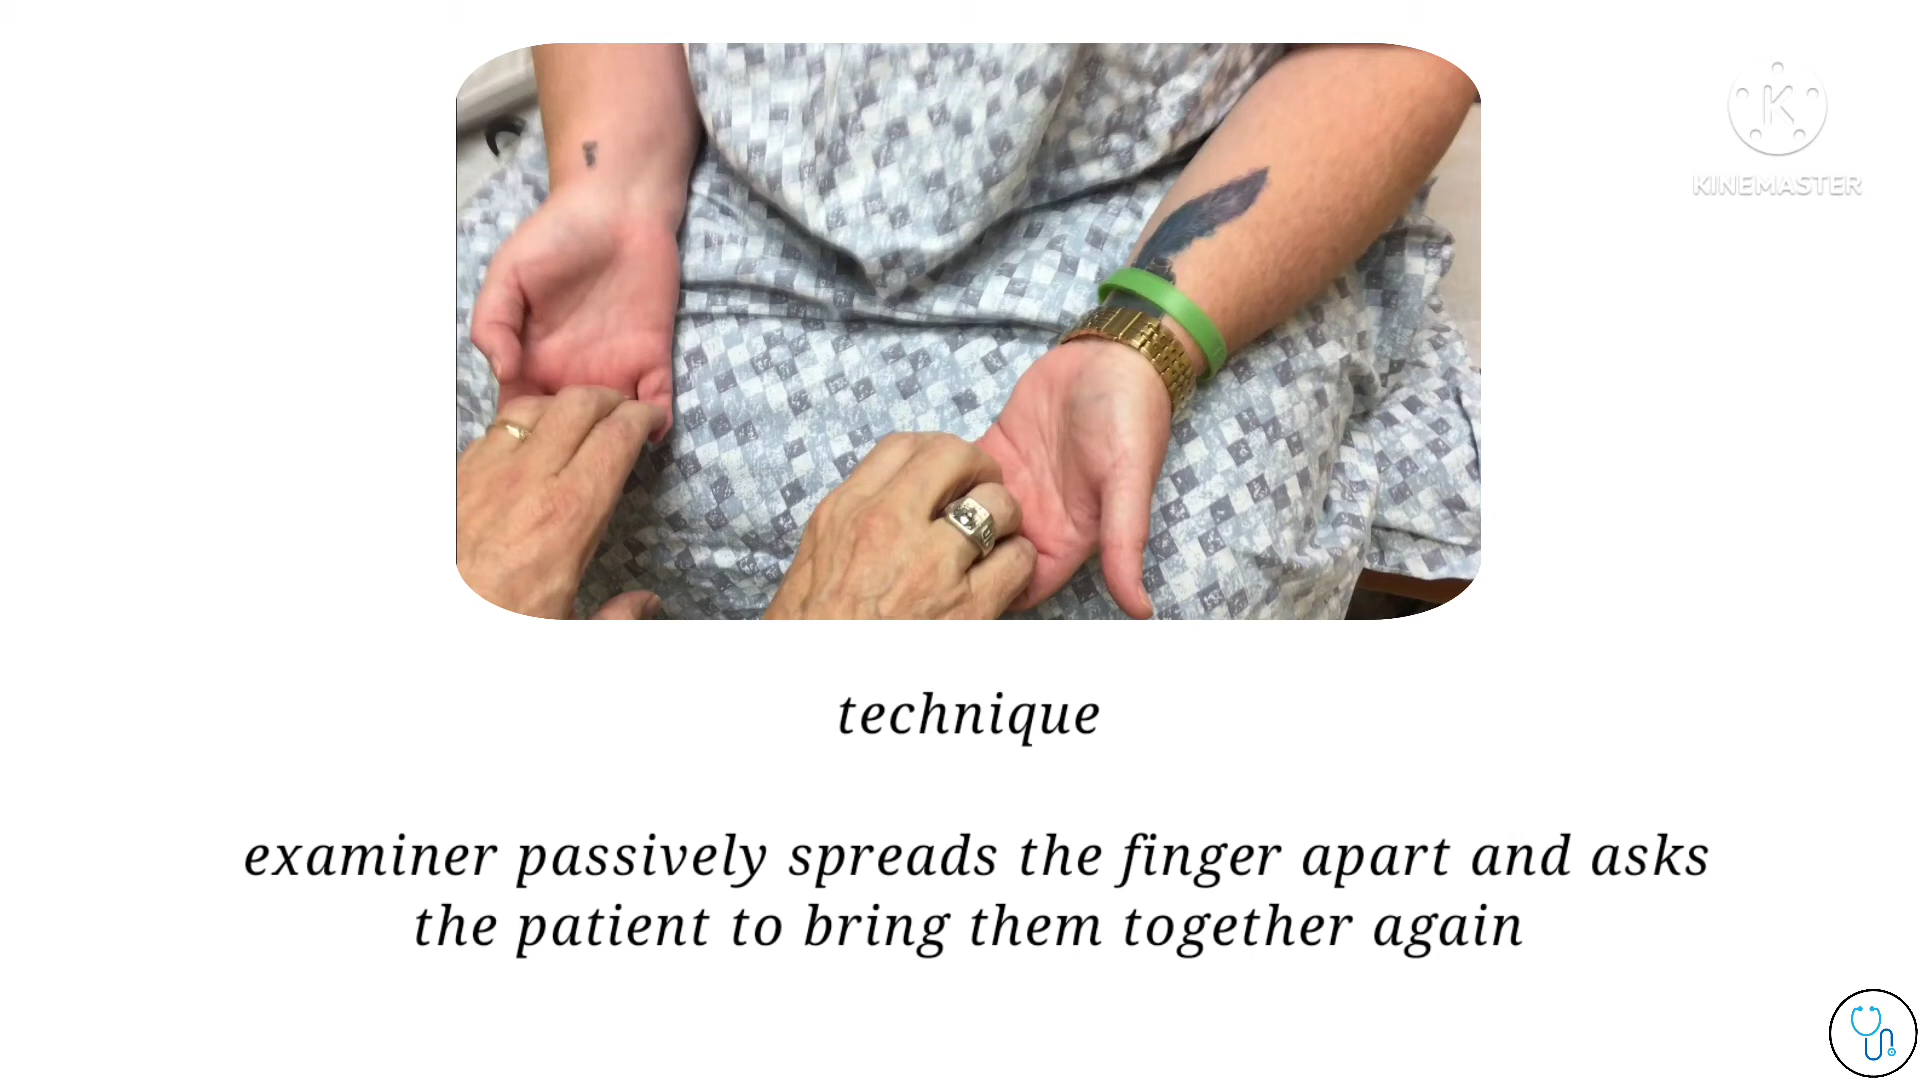 KINEMASTER
technique
examiner passively spreads the finger apart and asks
the patient to bring them together again